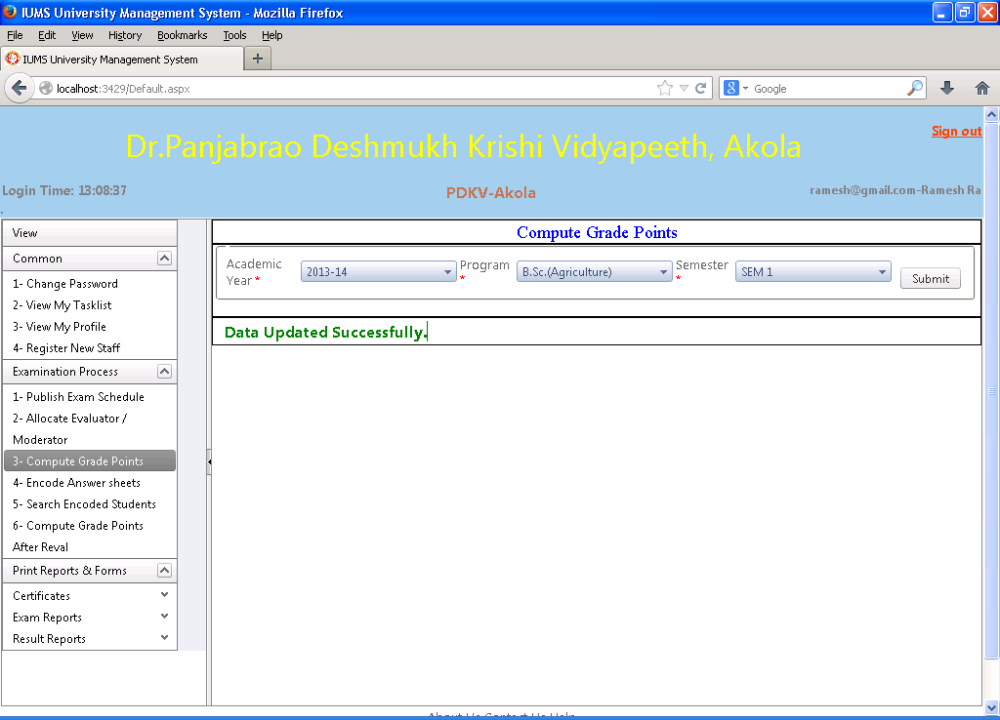 IUMS University Management System - Mozilla Firefox
File Edit View History Bookmarks Tools Help
IUMS University Management System
localhost:3429/Default.aspx
Google
Sign out
Dr.Panjabrao Deshmukh Krishi Vidyapeeth, Akola
Login Time: 13:08:37
PDKV-Akola
ramesh@gmail.com-Ramesh Ra
View
Common
1- Change Password
2- View My Tasklist
3- View My Profile
4- Register New Staff
Examination Process
1- Publish Exam Schedule
2- Allocate Evaluator /
Moderator
3- Compute Grade Points
4- Encode Answer sheets
5- Search Encoded Students
6- Compute Grade Points
After Reval
Print Reports & Forms
Certificates
Exam Reports
Result Reports
Compute Grade Points
Academic
Year * 2013-14 Program * B.Sc.(Agriculture) Semester * SEM 1 Submit
Data Updated Successfully.
About Us Contact Us Help